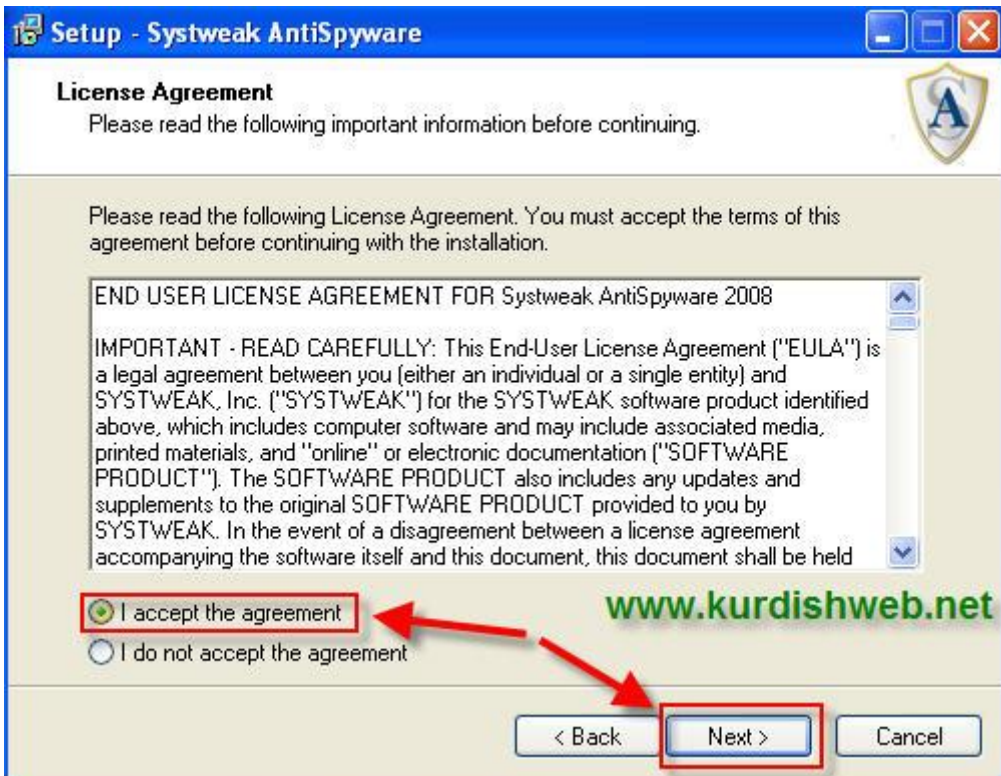 Setup - Systweak AntiSpyware
License Agreement
Please read the following important information before continuing.
Please read the following License Agreement. You must accept the terms of this
agreement before continuing with the installation.
END USER LICENSE AGREEMENT FOR Systweak AntiSpyware 2008
IMPORTANT - READ CAREFULLY: This End-User License Agreement ("EULA") is
a legal agreement between you (either an individual or a single entity) and
SYSTWEAK, Inc. ("SYSTWEAK") for the SYSTWEAK software product identified
above, which includes computer software and may include associated media,
printed materials, and "online" or electronic documentation ("SOFTWARE
PRODUCT"). The SOFTWARE PRODUCT also includes any updates and
supplements to the original SOFTWARE PRODUCT provided to you by
SYSTWEAK. In the event of a disagreement between a license agreement
accompanying the software itself and this document, this document shall be held
I accept the agreement
www.kurdishweb.net
I do not accept the agreement
< Back
Next >
Cancel